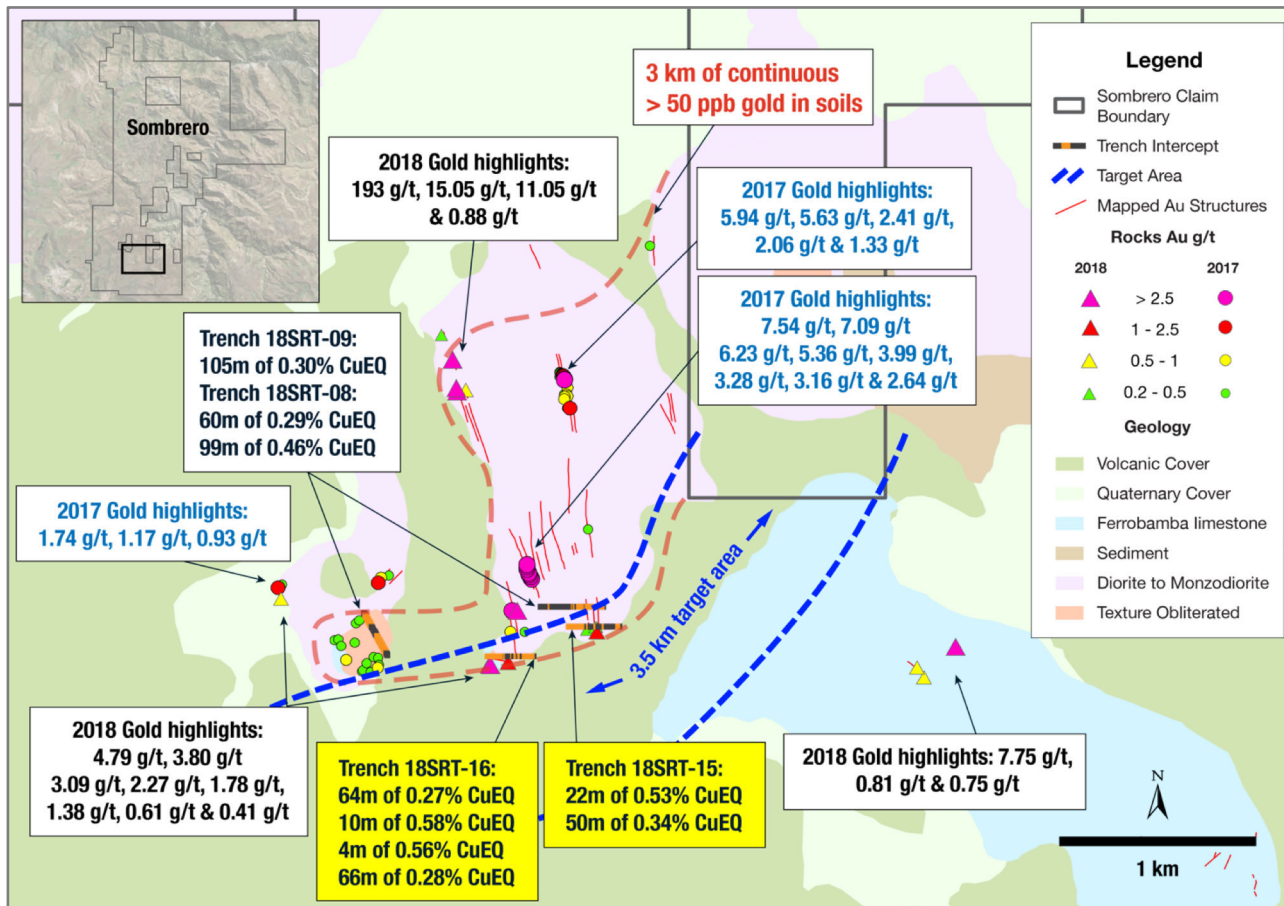 Sombrero
3 km of continuous
> 50 ppb gold in soils
2018 Gold highlights:
193 g/t, 15.05 g/t, 11.05 g/t
& 0.88 g/t
2017 Gold highlights:
5.94 g/t, 5.63 g/t, 2.41 g/t,
2.06 g/t & 1.33 g/t
2017 Gold highlights:
7.54 g/t, 7.09 g/t
6.23 g/t, 5.36 g/t, 3.99 g/t,
3.28 g/t, 3.16 g/t & 2.64 g/t
Trench 18SRT-09:
105m of 0.30% CuEQ
Trench 18SRT-08:
60m of 0.29% CuEQ
99m of 0.46% CuEQ
2017 Gold highlights:
1.74 g/t, 1.17 g/t, 0.93 g/t
3.5 km target area
2018 Gold highlights:
4.79 g/t, 3.80 g/t
3.09 g/t, 2.27 g/t, 1.78 g/t,
1.38 g/t, 0.61 g/t & 0.41 g/t
Trench 18SRT-16:
64m of 0.27% CuEQ
10m of 0.58% CuEQ
4m of 0.56% CuEQ
66m of 0.28% CuEQ
Trench 18SRT-15:
22m of 0.53% CuEQ
50m of 0.34% CuEQ
2018 Gold highlights: 7.75 g/t,
0.81 g/t & 0.75 g/t
N
1 km
Legend
Sombrero Claim
Boundary
Trench Intercept
Target Area
Mapped Au Structures
Rocks Au g/t
2018 2017
> 2.5
1 - 2.5
0.5 - 1
0.2 - 0.5
Geology
Volcanic Cover
Quaternary Cover
Ferrobamba limestone
Sediment
Diorite to Monzodiorite
Texture Obliterated